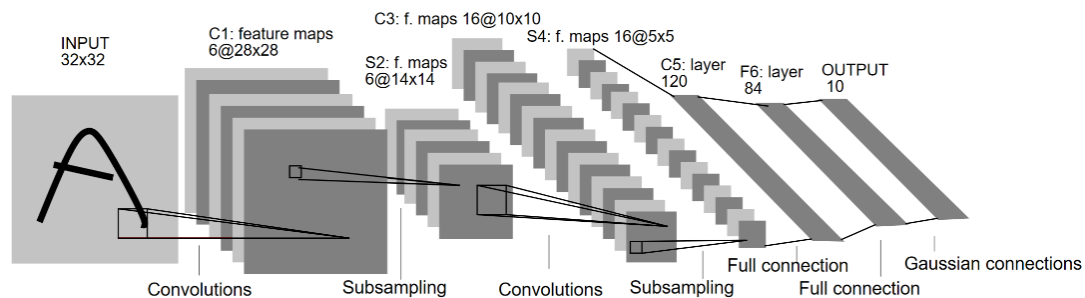 INPUT
32x32
C1: feature maps
6@28x28
S2: f. maps
6@14x14
C3: f. maps 16@10x10
S4: f. maps 16@5x5
C5: layer
120
F6: layer
84
OUTPUT
10
Convolutions
Subsampling
Convolutions
Subsampling
Full connection
Full connection
Gaussian connections